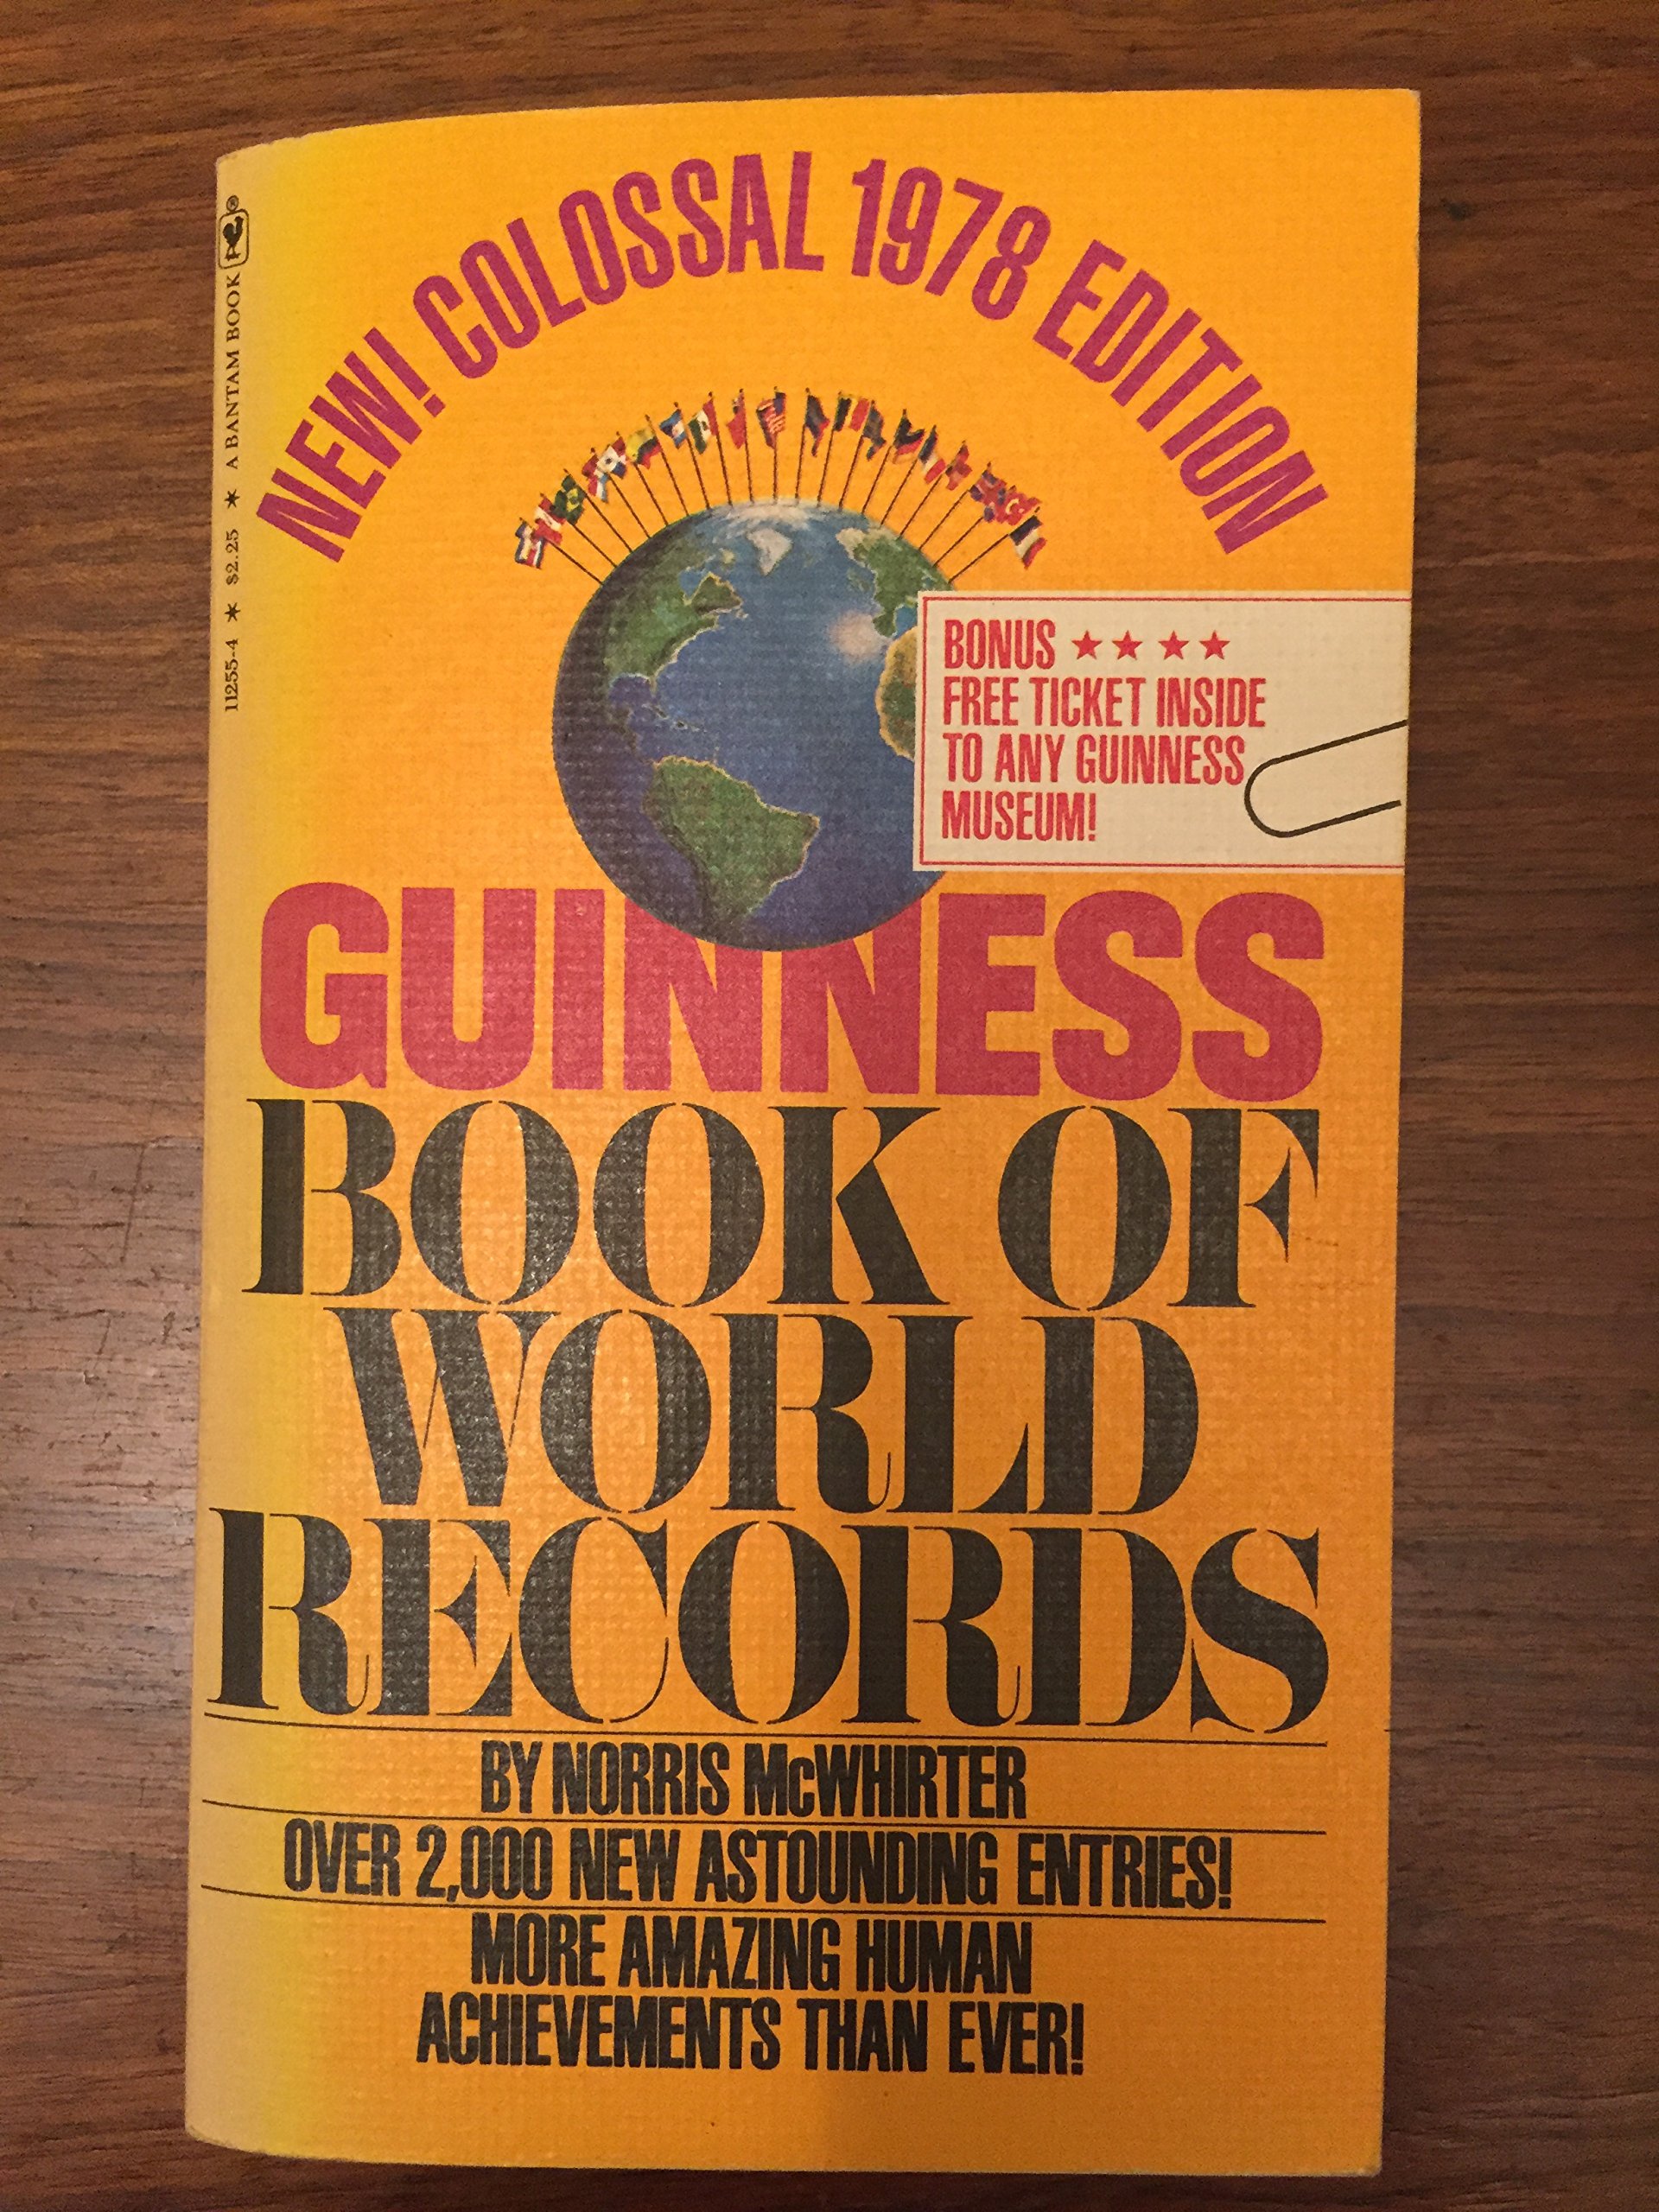 NEW! COLOSSAL 1978 EDITION
11255-4 * $2.25 * A BANTAM BOOK ®
BONUS ★★★★
FREE TICKET INSIDE
TO ANY GUINNESS
MUSEUM!
GUINNESS
BOOK OF
WORLD
RECORDS
BY NORRIS McWHIRTER
OVER 2,000 NEW ASTOUNDING ENTRIES!
MORE AMAZING HUMAN
ACHIEVEMENTS THAN EVER!